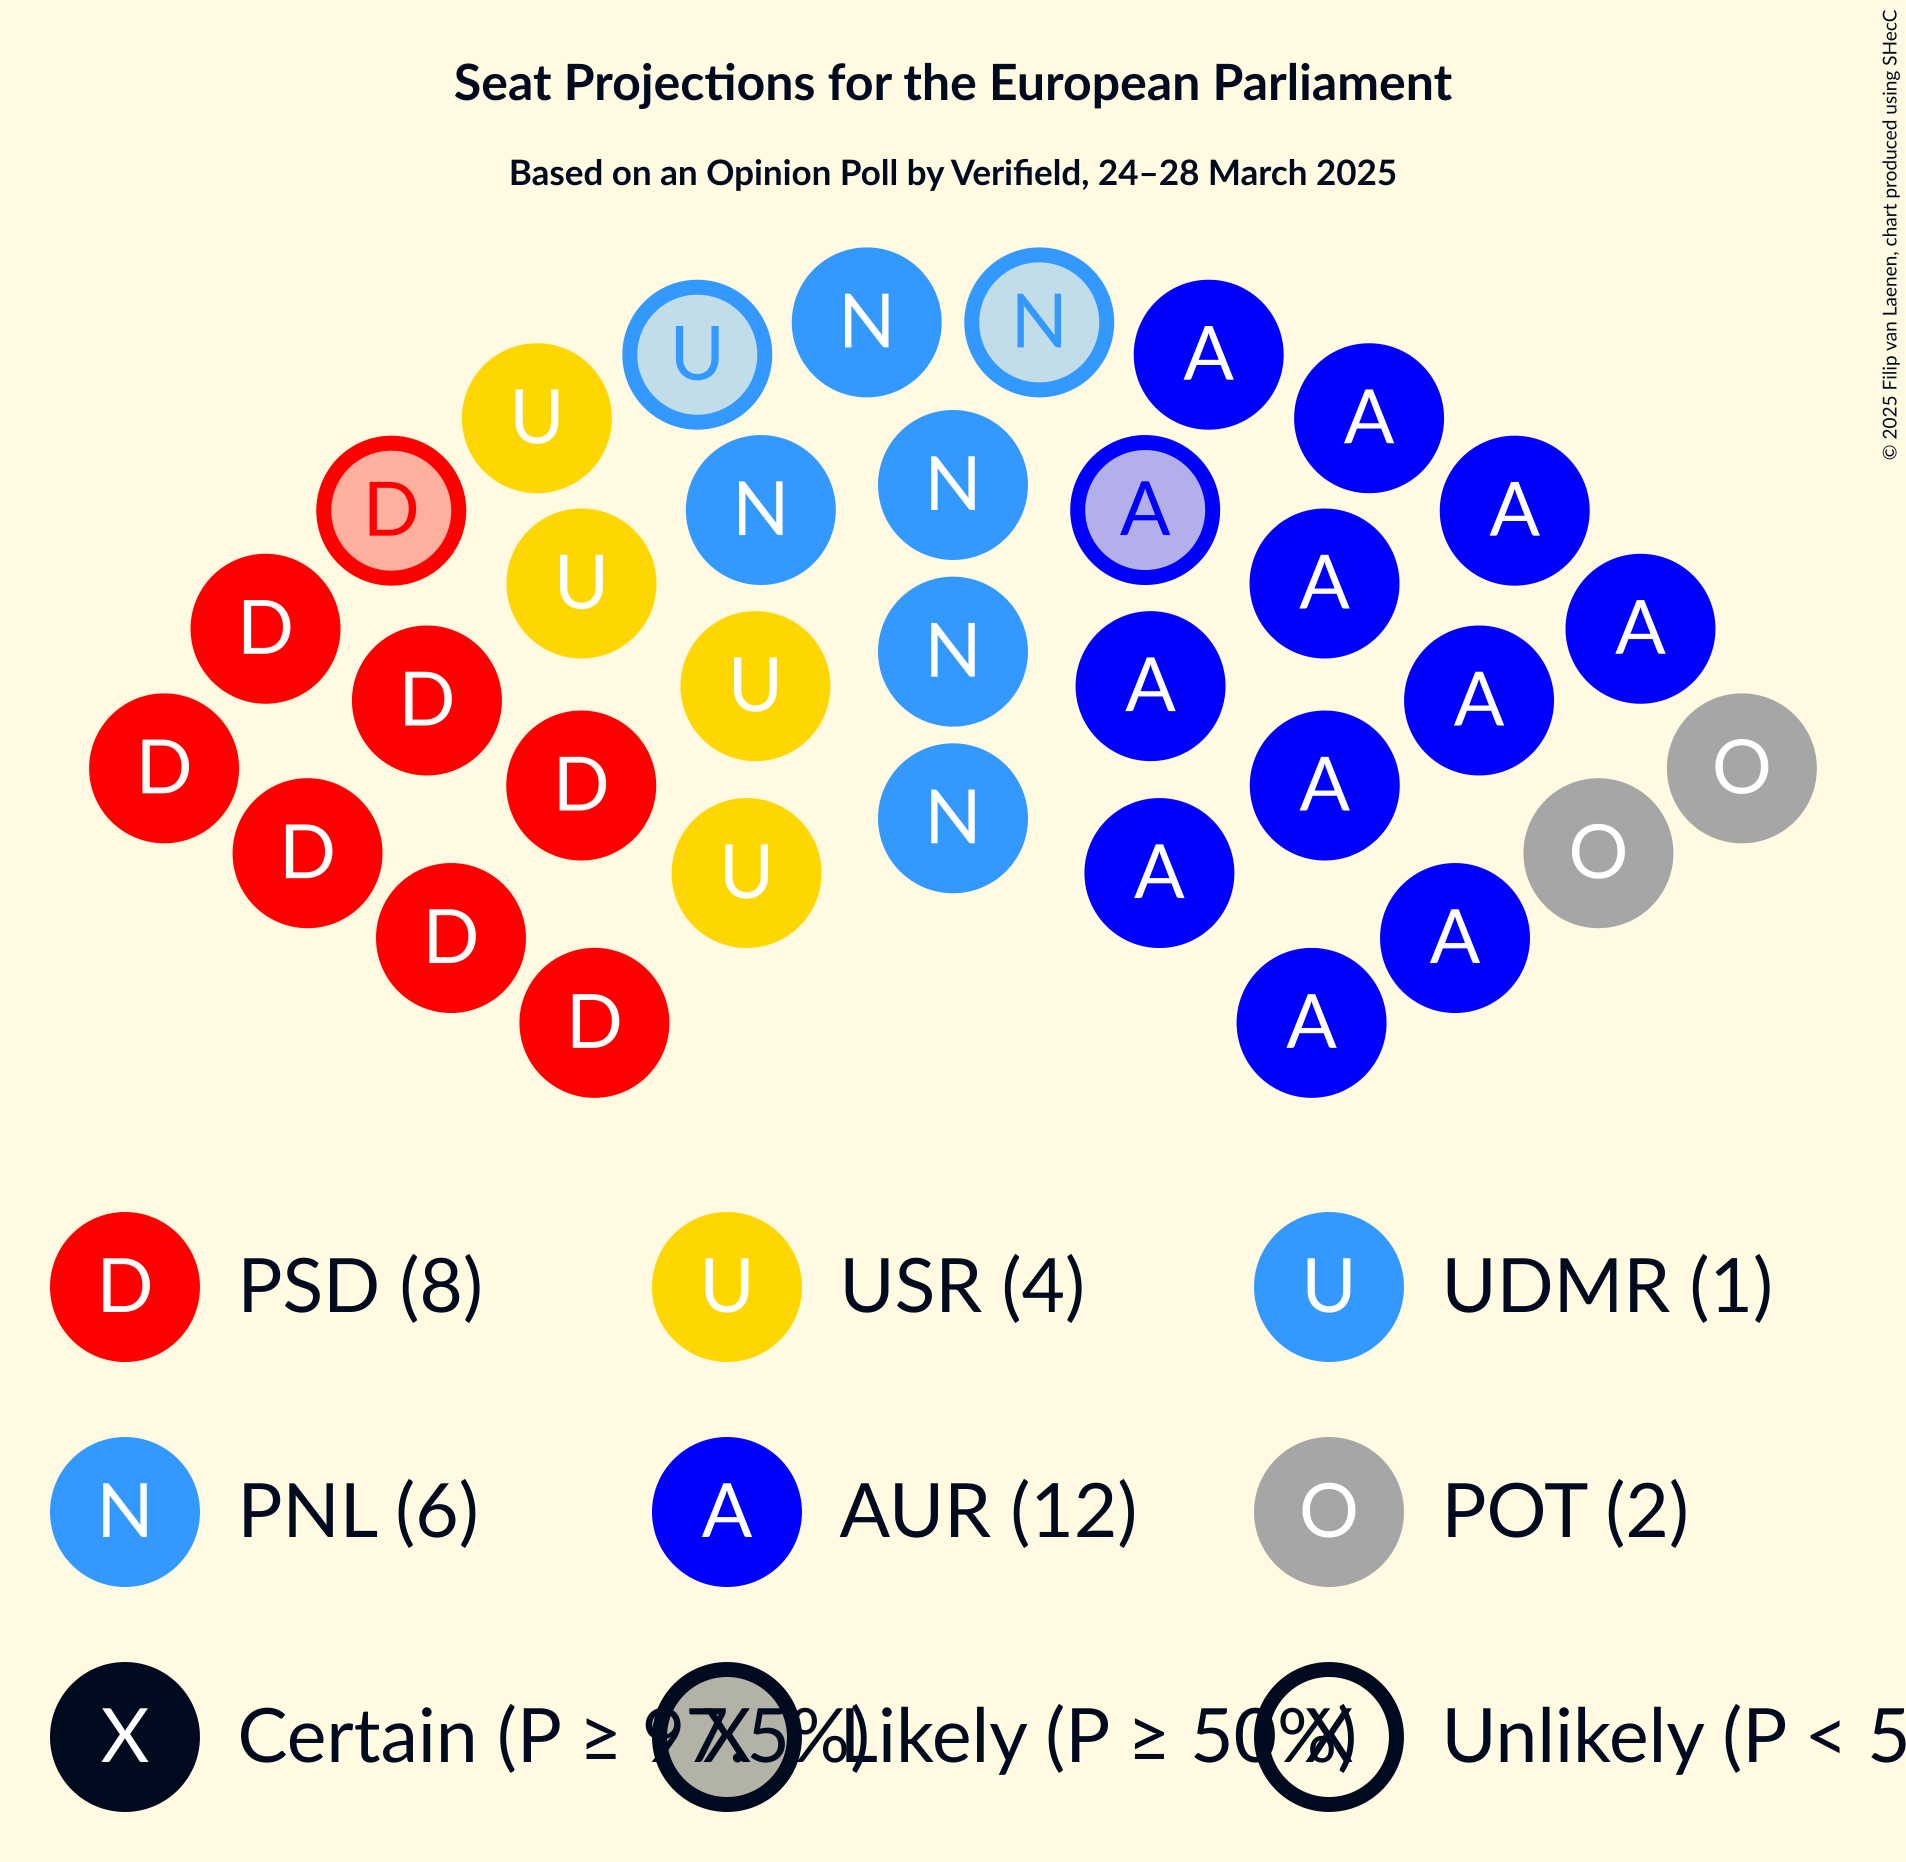 Seat Projections for the European Parliament
Based on an Opinion Poll by Verifield, 24–28 March 2025
© 2025 Filip van Laenen, chart produced using SHecC
N N
U A
U A
D N N A A
U A
D A
D A
U N A
D O
D A
N
D U A O
D A
D A
D PSD (8) U USR (4) U UDMR (1)
N PNL (6) A AUR (12) O POT (2)
X Certain (P ≥ 97.5%) X Likely (P ≥ 50%) X Unlikely (P < 5